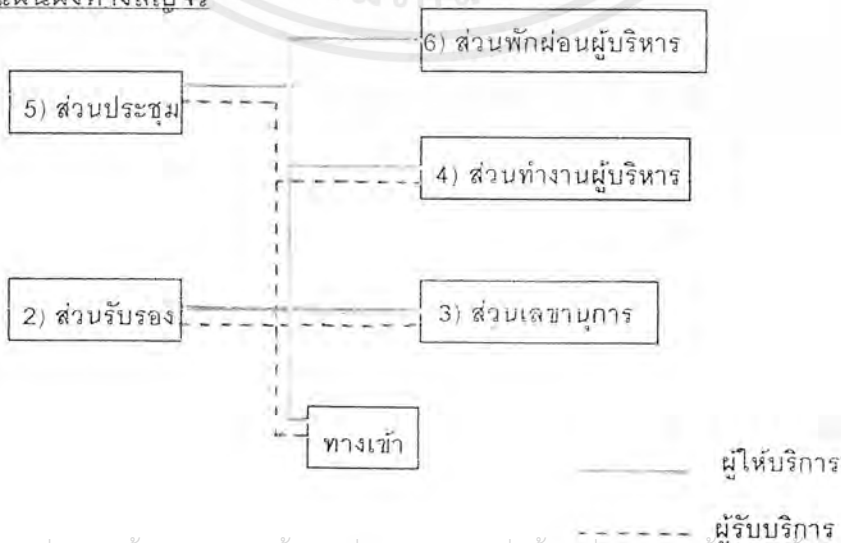 6) ส่วนพักผ่อนผู้บริหาร
5) ส่วนประชุม
4) ส่วนทำงานผู้บริหาร
2) ส่วนรับรอง
3) ส่วนเลขานุการ
ทางเข้า
ผู้ให้บริการ
ผู้รับบริการ